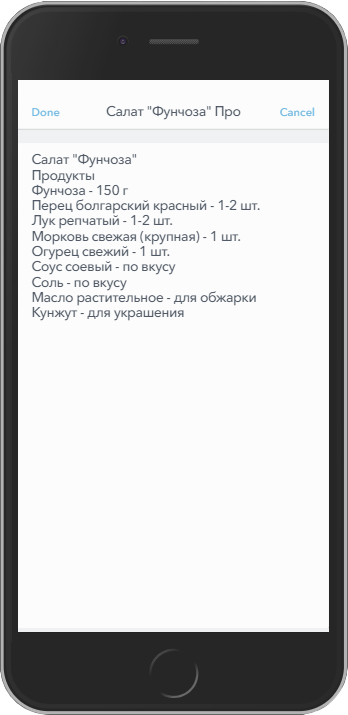 Done Салат "Фунчоза" Про Cancel
Салат "Фунчоза"
Продукты
Фунчоза - 150 г
Перец болгарский красный - 1-2 шт.
Лук репчатый - 1-2 шт.
Морковь свежая (крупная) - 1 шт.
Огурец свежий - 1 шт.
Соус соевый - по вкусу
Соль - по вкусу
Масло растительное - для обжарки
Кунжут - для украшения